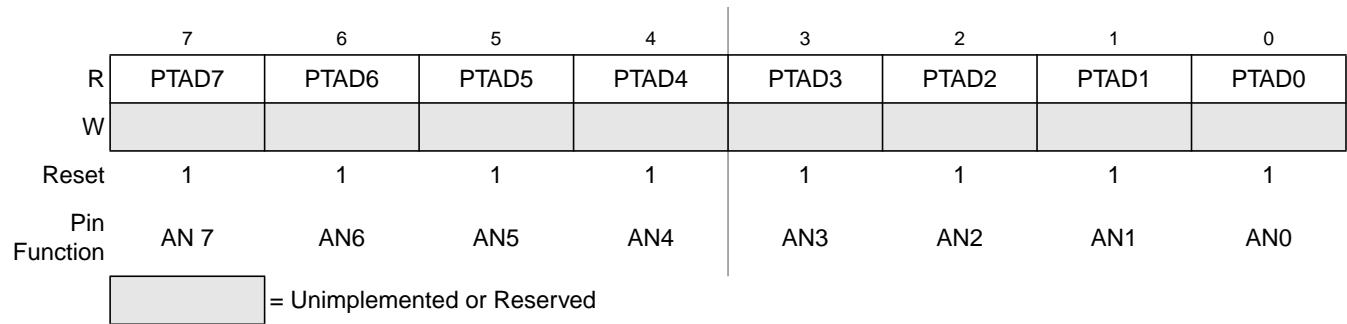 7 6 5 4 3 2 1 0
R PTAD7 PTAD6 PTAD5 PTAD4 PTAD3 PTAD2 PTAD1 PTAD0
W
Reset 1 1 1 1 1 1 1 1
Pin
Function AN 7 AN6 AN5 AN4 AN3 AN2 AN1 AN0
= Unimplemented or Reserved